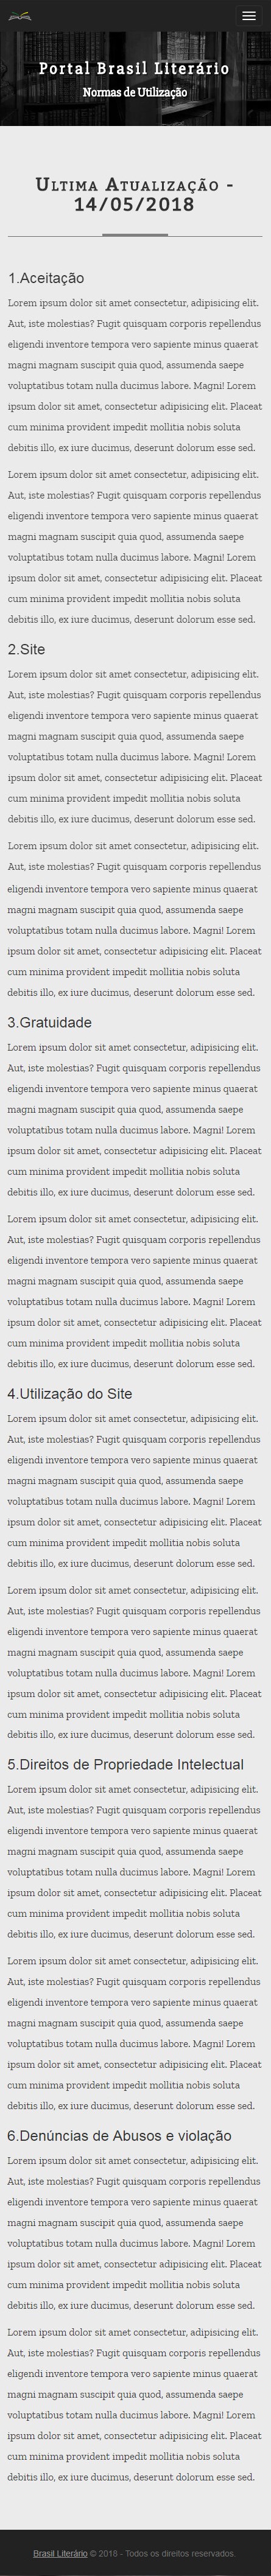 Portal Brasil Literário
Normas de Utilização
Ultima Atualização -
14/05/2018
1.Aceitação
Lorem ipsum dolor sit amet consectetur, adipisicing elit.
Aut, iste molestias? Fugit quisquam corporis repellendus
eligendi inventore tempora vero sapiente minus quaerat
magni magnam suscipit quia quod, assumenda saepe
voluptatibus totam nulla ducimus labore. Magni! Lorem
ipsum dolor sit amet, consectetur adipisicing elit. Placeat
cum minima provident impedit mollitia nobis soluta
debitis illo, ex iure ducimus, deserunt dolorum esse sed.
Lorem ipsum dolor sit amet consectetur, adipisicing elit.
Aut, iste molestias? Fugit quisquam corporis repellendus
eligendi inventore tempora vero sapiente minus quaerat
magni magnam suscipit quia quod, assumenda saepe
voluptatibus totam nulla ducimus labore. Magni! Lorem
ipsum dolor sit amet, consectetur adipisicing elit. Placeat
cum minima provident impedit mollitia nobis soluta
debitis illo, ex iure ducimus, deserunt dolorum esse sed.
2.Site
Lorem ipsum dolor sit amet consectetur, adipisicing elit.
Aut, iste molestias? Fugit quisquam corporis repellendus
eligendi inventore tempora vero sapiente minus quaerat
magni magnam suscipit quia quod, assumenda saepe
voluptatibus totam nulla ducimus labore. Magni! Lorem
ipsum dolor sit amet, consectetur adipisicing elit. Placeat
cum minima provident impedit mollitia nobis soluta
debitis illo, ex iure ducimus, deserunt dolorum esse sed.
Lorem ipsum dolor sit amet consectetur, adipisicing elit.
Aut, iste molestias? Fugit quisquam corporis repellendus
eligendi inventore tempora vero sapiente minus quaerat
magni magnam suscipit quia quod, assumenda saepe
voluptatibus totam nulla ducimus labore. Magni! Lorem
ipsum dolor sit amet, consectetur adipisicing elit. Placeat
cum minima provident impedit mollitia nobis soluta
debitis illo, ex iure ducimus, deserunt dolorum esse sed.
3.Gratuidade
Lorem ipsum dolor sit amet consectetur, adipisicing elit.
Aut, iste molestias? Fugit quisquam corporis repellendus
eligendi inventore tempora vero sapiente minus quaerat
magni magnam suscipit quia quod, assumenda saepe
voluptatibus totam nulla ducimus labore. Magni! Lorem
ipsum dolor sit amet, consectetur adipisicing elit. Placeat
cum minima provident impedit mollitia nobis soluta
debitis illo, ex iure ducimus, deserunt dolorum esse sed.
Lorem ipsum dolor sit amet consectetur, adipisicing elit.
Aut, iste molestias? Fugit quisquam corporis repellendus
eligendi inventore tempora vero sapiente minus quaerat
magni magnam suscipit quia quod, assumenda saepe
voluptatibus totam nulla ducimus labore. Magni! Lorem
ipsum dolor sit amet, consectetur adipisicing elit. Placeat
cum minima provident impedit mollitia nobis soluta
debitis illo, ex iure ducimus, deserunt dolorum esse sed.
4.Utilização do Site
Lorem ipsum dolor sit amet consectetur, adipisicing elit.
Aut, iste molestias? Fugit quisquam corporis repellendus
eligendi inventore tempora vero sapiente minus quaerat
magni magnam suscipit quia quod, assumenda saepe
voluptatibus totam nulla ducimus labore. Magni! Lorem
ipsum dolor sit amet, consectetur adipisicing elit. Placeat
cum minima provident impedit mollitia nobis soluta
debitis illo, ex iure ducimus, deserunt dolorum esse sed.
Lorem ipsum dolor sit amet consectetur, adipisicing elit.
Aut, iste molestias? Fugit quisquam corporis repellendus
eligendi inventore tempora vero sapiente minus quaerat
magni magnam suscipit quia quod, assumenda saepe
voluptatibus totam nulla ducimus labore. Magni! Lorem
ipsum dolor sit amet, consectetur adipisicing elit. Placeat
cum minima provident impedit mollitia nobis soluta
debitis illo, ex iure ducimus, deserunt dolorum esse sed.
5.Direitos de Propriedade Intelectual
Lorem ipsum dolor sit amet consectetur, adipisicing elit.
Aut, iste molestias? Fugit quisquam corporis repellendus
eligendi inventore tempora vero sapiente minus quaerat
magni magnam suscipit quia quod, assumenda saepe
voluptatibus totam nulla ducimus labore. Magni! Lorem
ipsum dolor sit amet, consectetur adipisicing elit. Placeat
cum minima provident impedit mollitia nobis soluta
debitis illo, ex iure ducimus, deserunt dolorum esse sed.
Lorem ipsum dolor sit amet consectetur, adipisicing elit.
Aut, iste molestias? Fugit quisquam corporis repellendus
eligendi inventore tempora vero sapiente minus quaerat
magni magnam suscipit quia quod, assumenda saepe
voluptatibus totam nulla ducimus labore. Magni! Lorem
ipsum dolor sit amet, consectetur adipisicing elit. Placeat
cum minima provident impedit mollitia nobis soluta
debitis illo, ex iure ducimus, deserunt dolorum esse sed.
6.Denúncias de Abusos e violação
Lorem ipsum dolor sit amet consectetur, adipisicing elit.
Aut, iste molestias? Fugit quisquam corporis repellendus
eligendi inventore tempora vero sapiente minus quaerat
magni magnam suscipit quia quod, assumenda saepe
voluptatibus totam nulla ducimus labore. Magni! Lorem
ipsum dolor sit amet, consectetur adipisicing elit. Placeat
cum minima provident impedit mollitia nobis soluta
debitis illo, ex iure ducimus, deserunt dolorum esse sed.
Lorem ipsum dolor sit amet consectetur, adipisicing elit.
Aut, iste molestias? Fugit quisquam corporis repellendus
eligendi inventore tempora vero sapiente minus quaerat
magni magnam suscipit quia quod, assumenda saepe
voluptatibus totam nulla ducimus labore. Magni! Lorem
ipsum dolor sit amet, consectetur adipisicing elit. Placeat
cum minima provident impedit mollitia nobis soluta
debitis illo, ex iure ducimus, deserunt dolorum esse sed.
Brasil Literário © 2018 - Todos os direitos reservados.